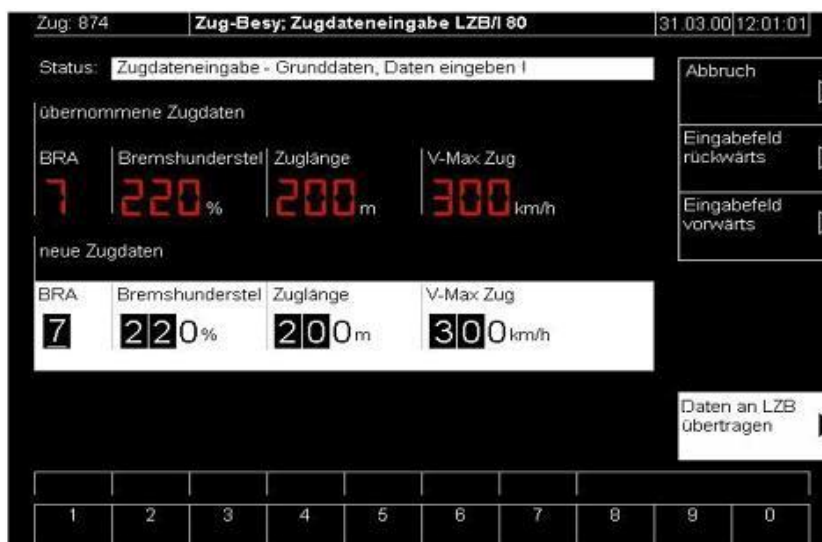 Zug: 874 Zug-Besy; Zugdateneingabe LZB/I 80 31.03.00 12:01:01
Status: Zugdateneingabe - Grunddaten, Daten eingeben !
Abbruch
übernommene Zugdaten
BRA Bremshunderstel Zuglänge V-Max Zug
7 220 % 200 m 300 km/h
Eingabefeld
rückwärts
Eingabefeld
vorwärts
neue Zugdaten
BRA Bremshunderstel Zuglänge V-Max Zug
7 220 % 200 m 300 km/h
Daten an LZB
übertragen
1 2 3 4 5 6 7 8 9 0